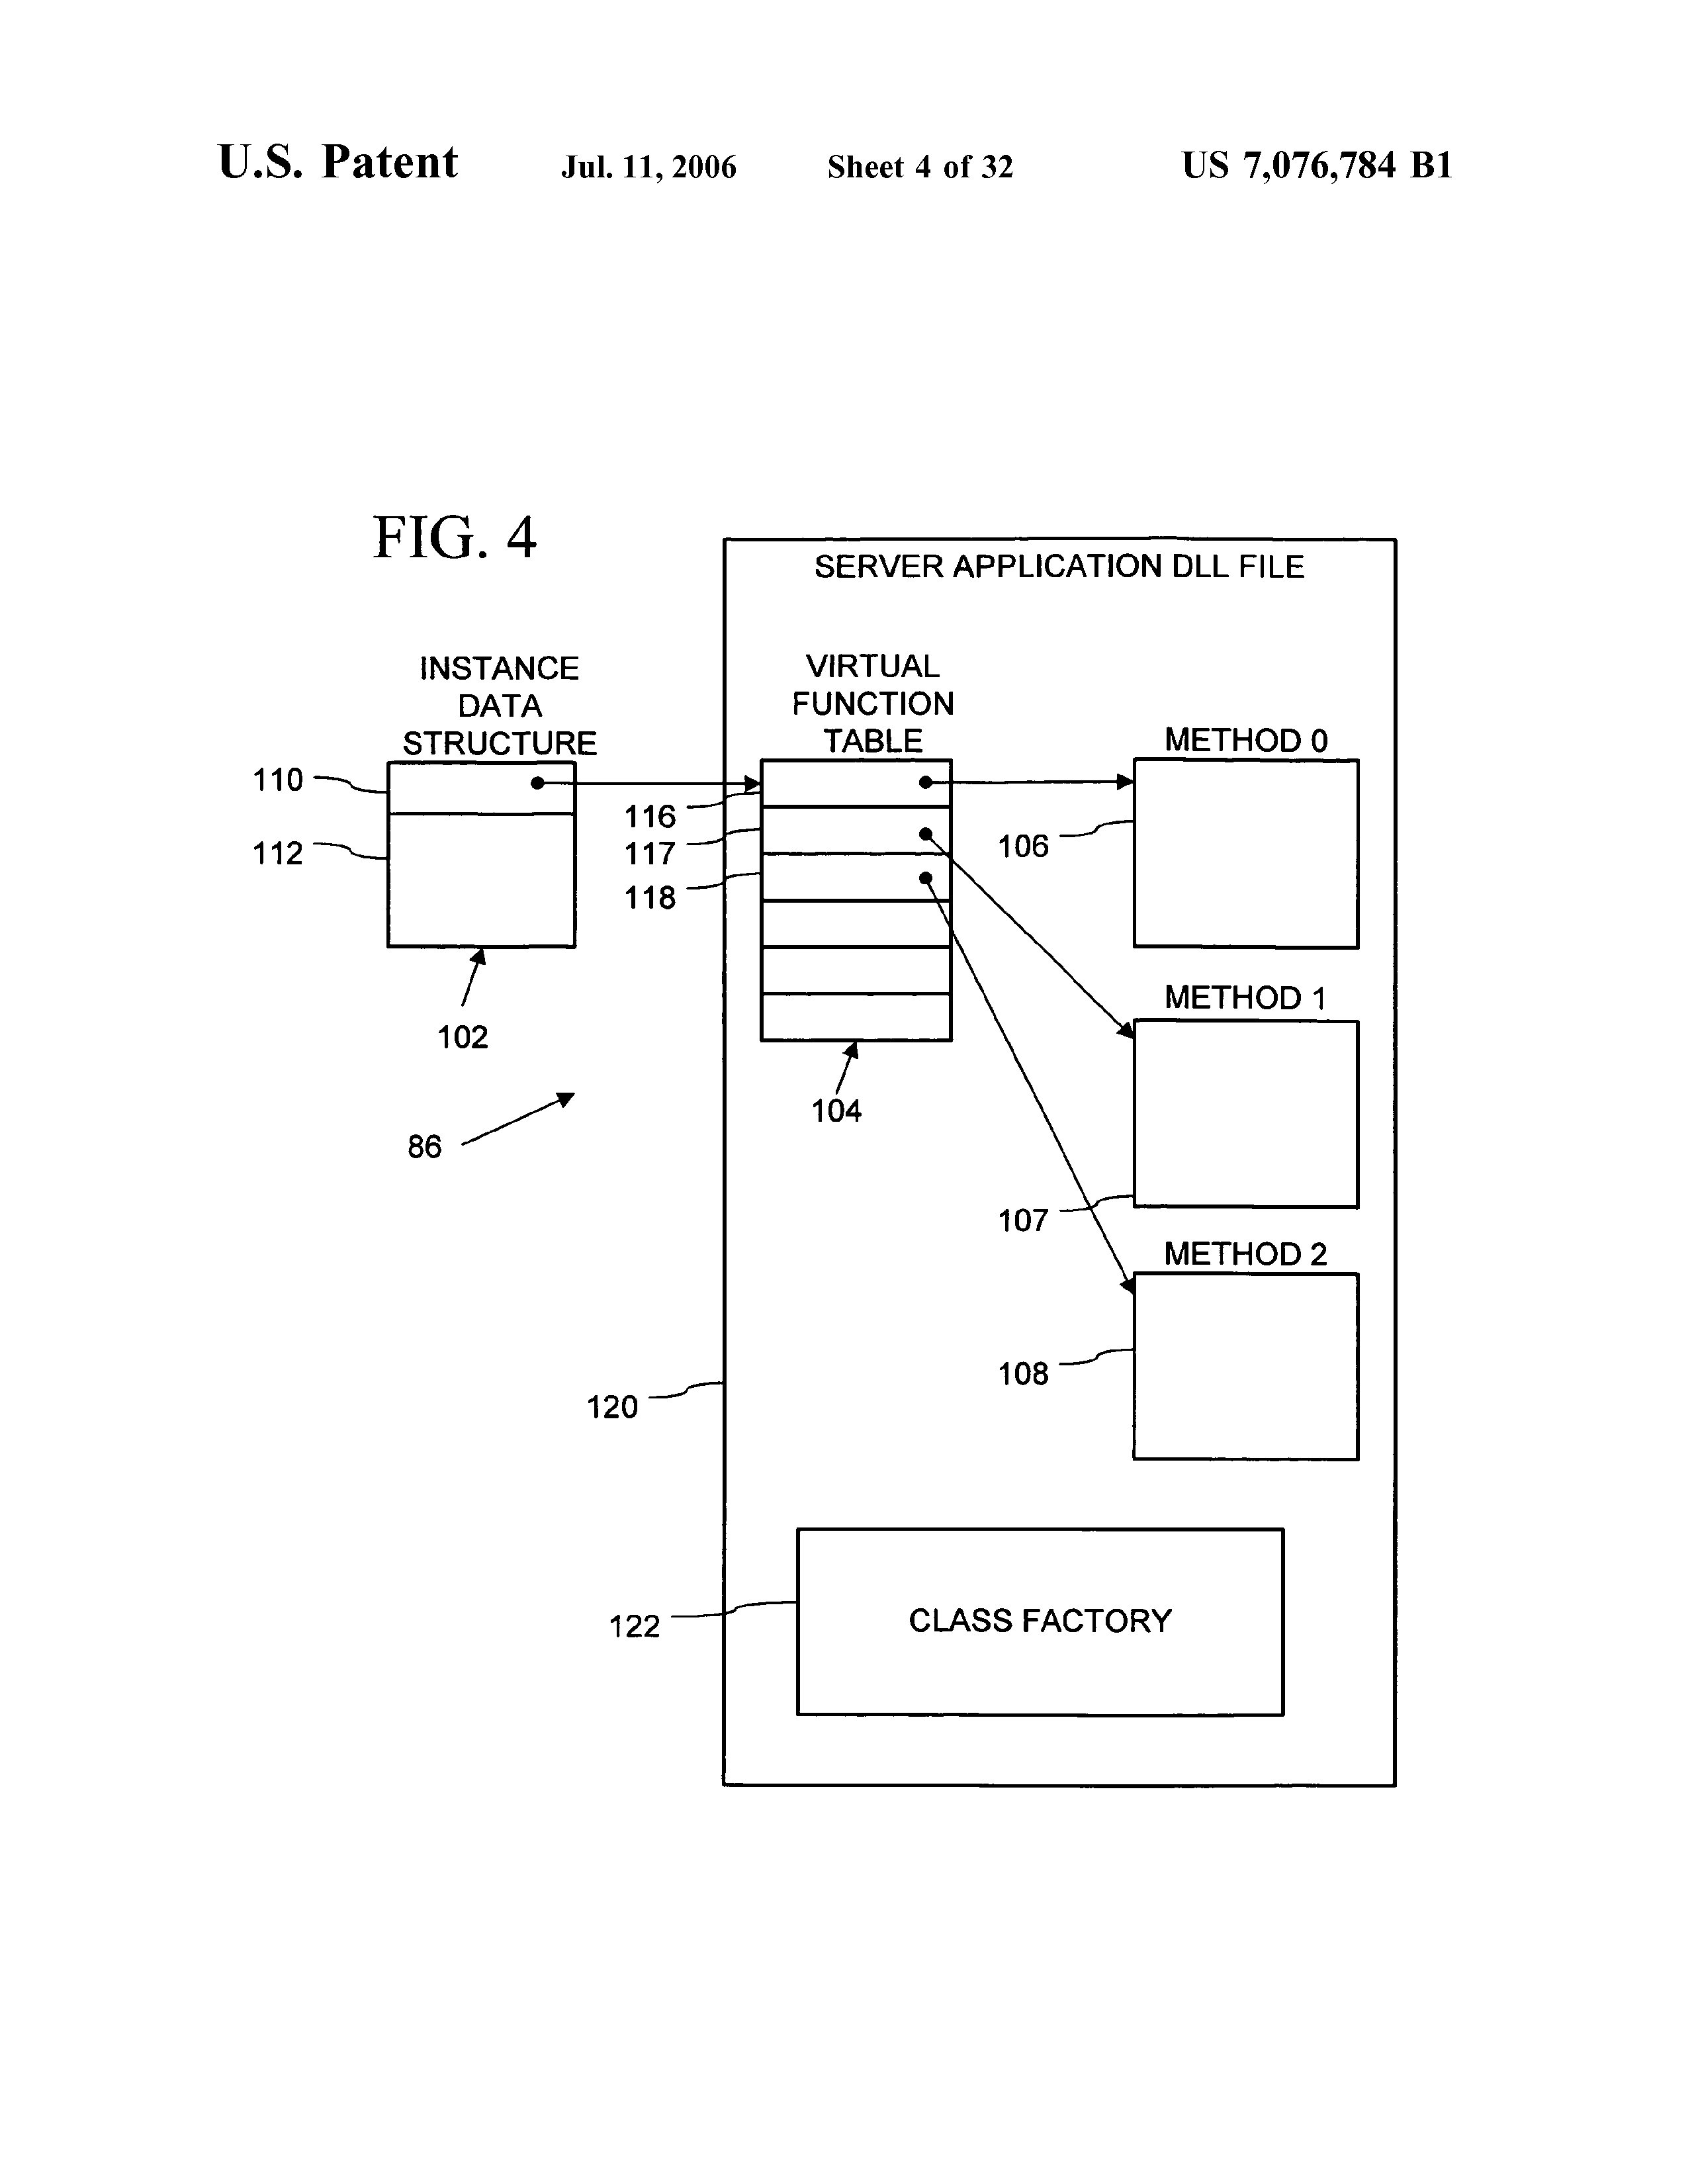 U.S. Patent Jul. 11, 2006 Sheet 4 of 32 US 7,076,784 B1
FIG. 4
SERVER APPLICATION DLL FILE
INSTANCE
DATA
STRUCTURE
VIRTUAL
FUNCTION
TABLE
METHOD 0
110
112
116
117
118
106
102
METHOD 1
104
86
107
METHOD 2
108
120
CLASS FACTORY
122